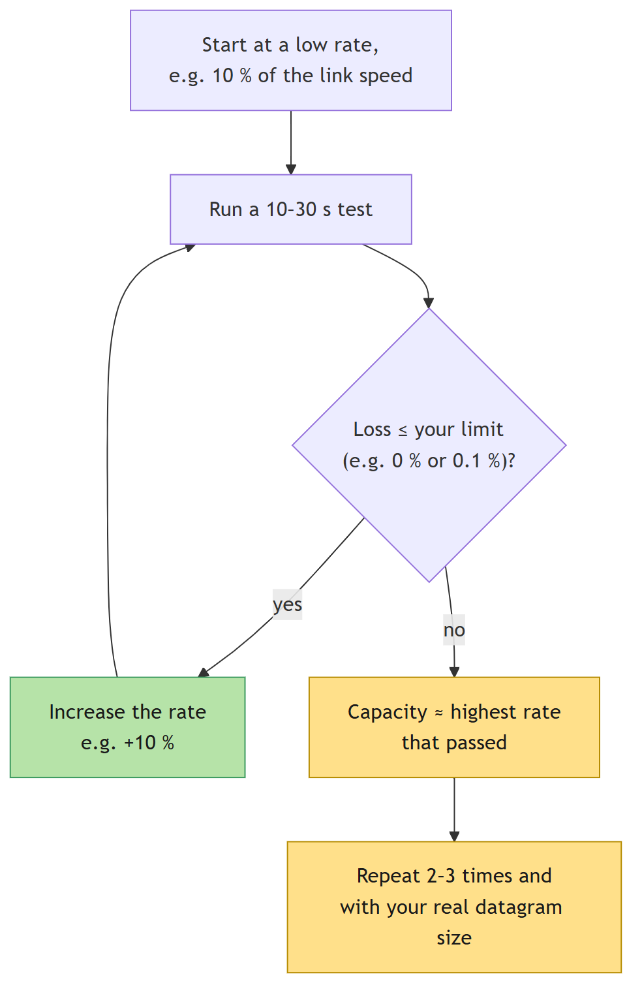 Start at a low rate,
e.g. 10 % of the link speed
Run a 10–30 s test
Loss ≤ your limit
(e.g. 0 % or 0.1 %)?
yes
no
Increase the rate
e.g. +10 %
Capacity ≈ highest rate
that passed
Repeat 2–3 times and
with your real datagram
size